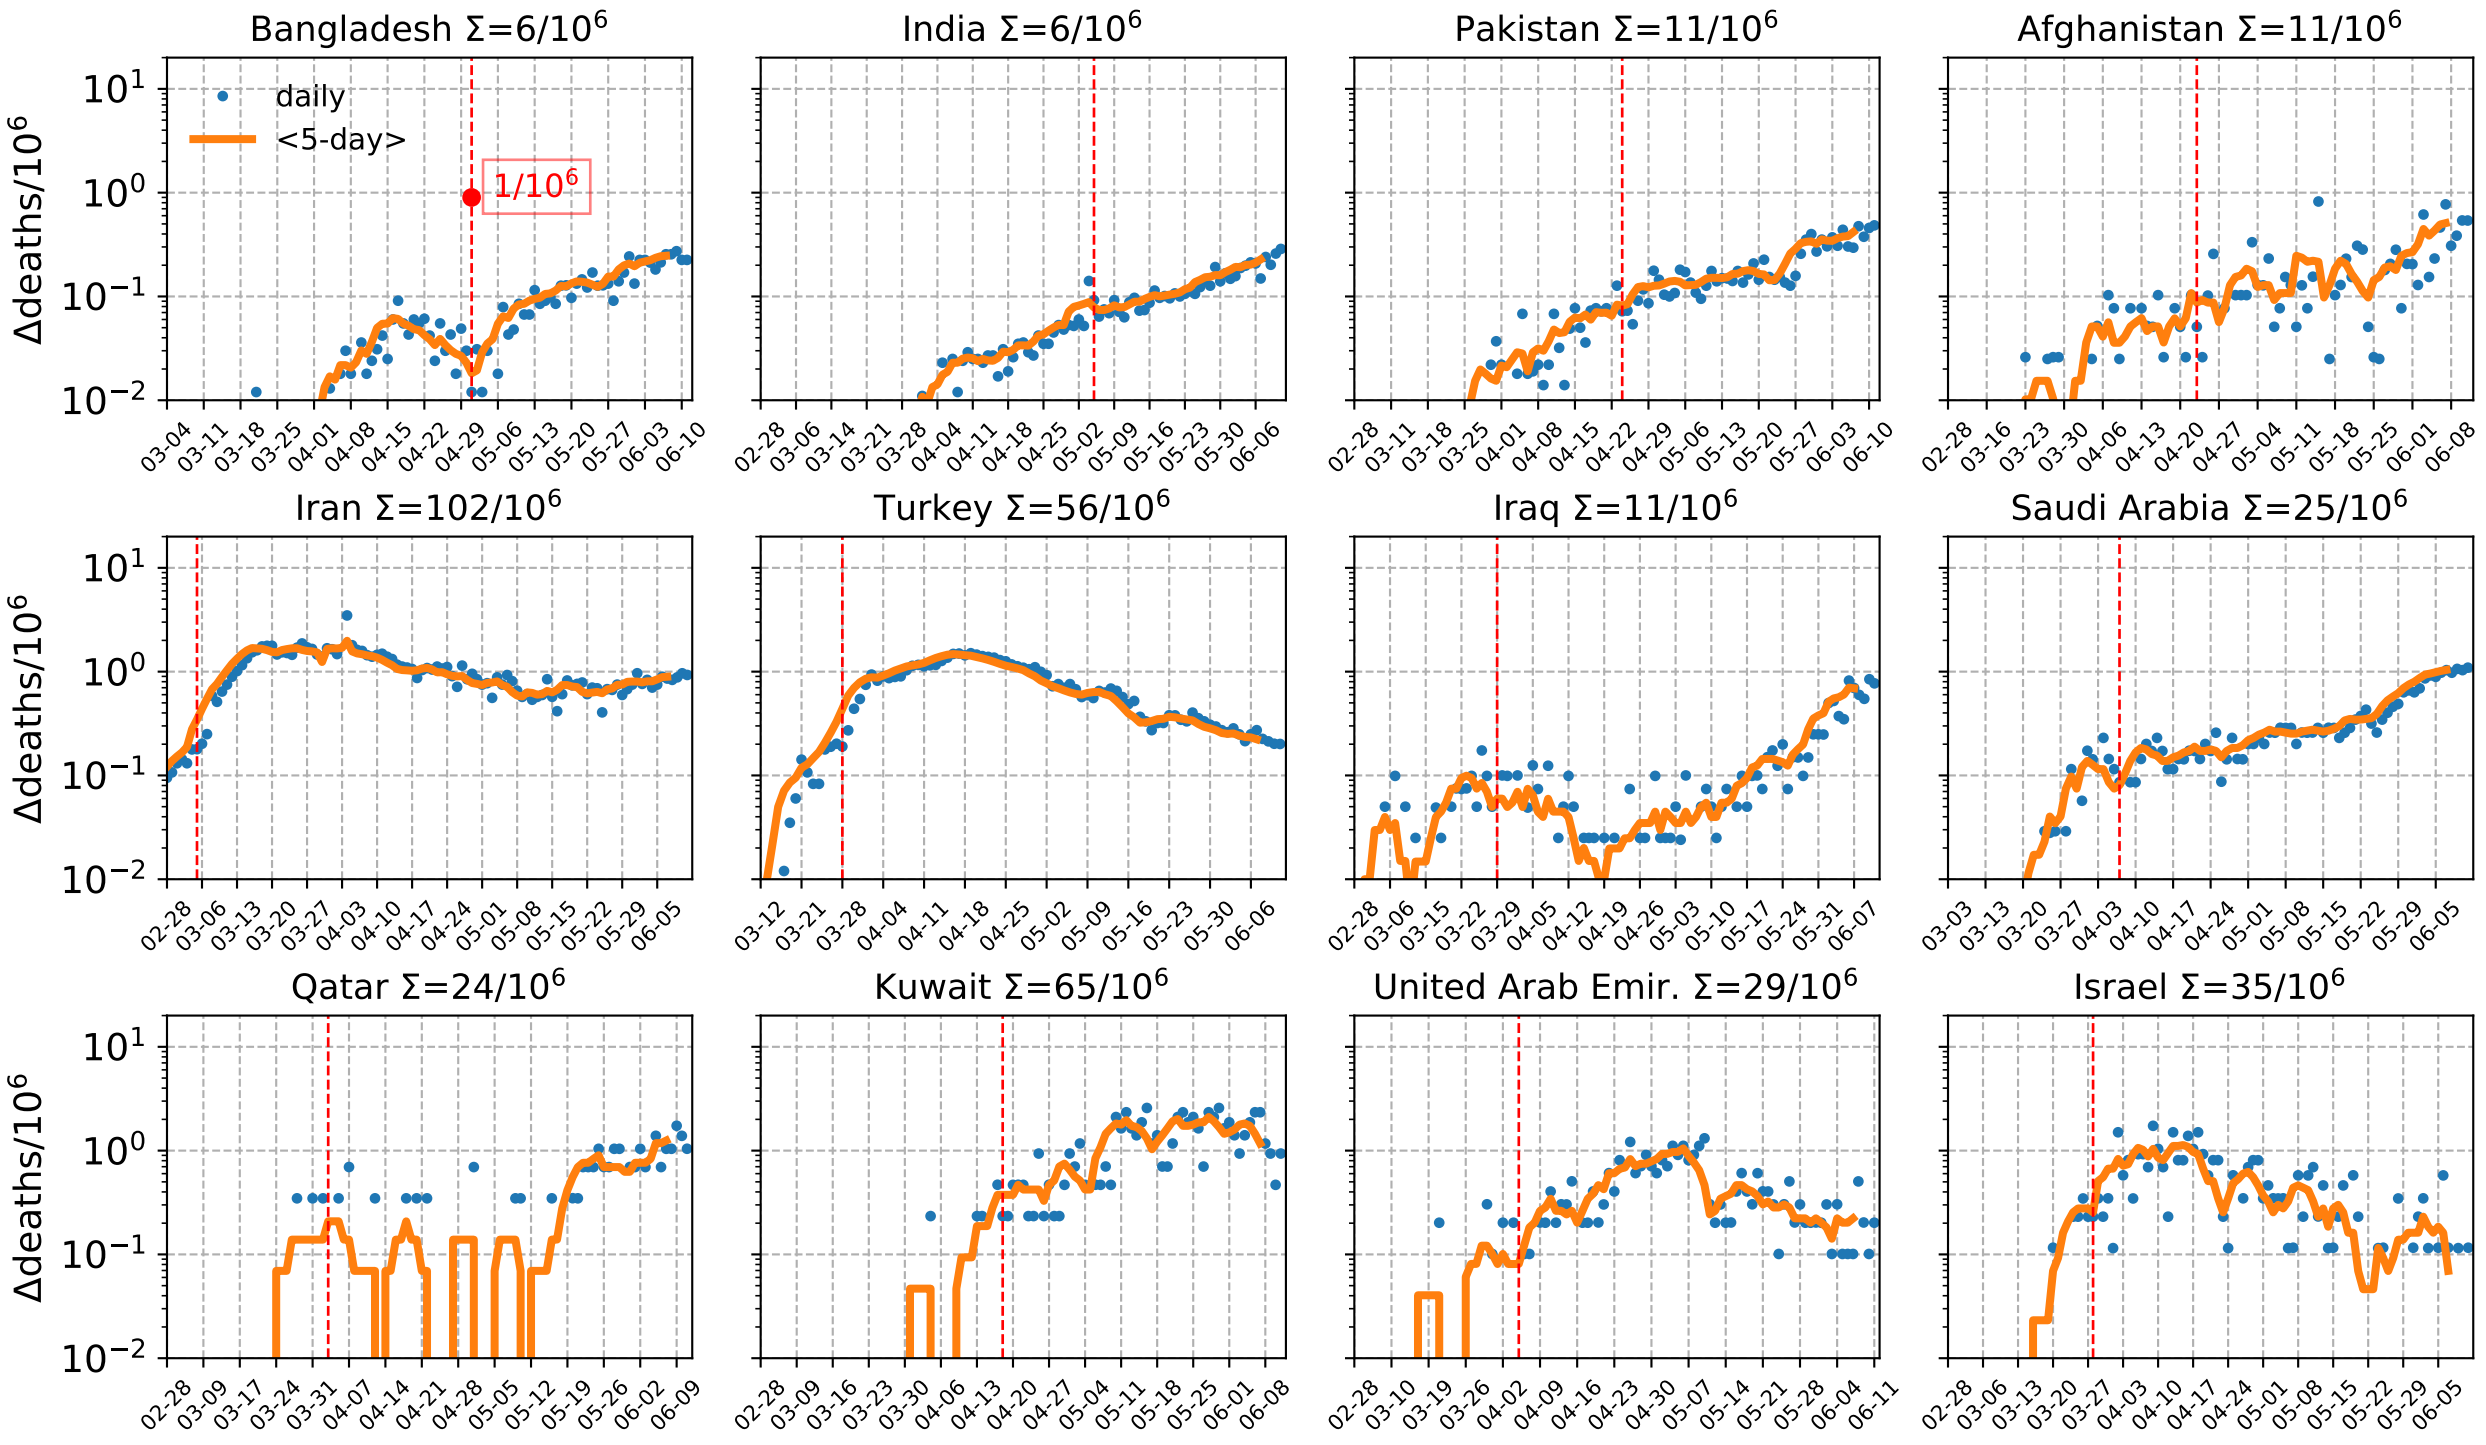 Bangladesh Σ=6/10⁶
India Σ=6/10⁶
Pakistan Σ=11/10⁶
Afghanistan Σ=11/10⁶
Δdeaths/10⁶
10¹
10⁰
10⁻¹
10⁻²
daily
<5-day>
1/10⁶
03-04 03-11 03-18 03-25 04-01 04-08 04-15 04-22 04-29 05-06 05-13 05-20 05-27 06-03 06-10
02-28 03-06 03-14 03-21 03-28 04-04 04-11 04-18 04-25 05-02 05-09 05-16 05-23 05-30 06-06
02-28 03-11 03-18 03-25 04-01 04-08 04-15 04-22 04-29 05-06 05-13 05-20 05-27 06-03 06-10
02-28 03-16 03-23 03-30 04-06 04-13 04-20 04-27 05-04 05-11 05-18 05-25 06-01 06-08
Iran Σ=102/10⁶
Turkey Σ=56/10⁶
Iraq Σ=11/10⁶
Saudi Arabia Σ=25/10⁶
Δdeaths/10⁶
10¹
10⁰
10⁻¹
10⁻²
02-28 03-06 03-13 03-20 03-27 04-03 04-10 04-17 04-24 05-01 05-08 05-15 05-22 05-29 06-05
03-12 03-21 03-28 04-04 04-11 04-18 04-25 05-02 05-09 05-16 05-23 05-30 06-06
02-28 03-06 03-15 03-22 03-29 04-05 04-12 04-19 04-26 05-03 05-10 05-17 05-24 05-31 06-07
03-03 03-13 03-20 03-27 04-03 04-10 04-17 04-24 05-01 05-08 05-15 05-22 05-29 06-05
Qatar Σ=24/10⁶
Kuwait Σ=65/10⁶
United Arab Emir. Σ=29/10⁶
Israel Σ=35/10⁶
Δdeaths/10⁶
10¹
10⁰
10⁻¹
10⁻²
02-28 03-09 03-17 03-24 03-31 04-07 04-14 04-21 04-28 05-05 05-12 05-19 05-26 06-02 06-09
02-28 03-09 03-16 03-23 03-30 04-06 04-13 04-20 04-27 05-04 05-11 05-18 05-25 06-01 06-08
02-28 03-10 03-19 03-26 04-02 04-09 04-16 04-23 04-30 05-07 05-14 05-21 05-28 06-04 06-11
02-28 03-06 03-13 03-20 03-27 04-03 04-10 04-17 04-24 05-01 05-08 05-15 05-22 05-29 06-05